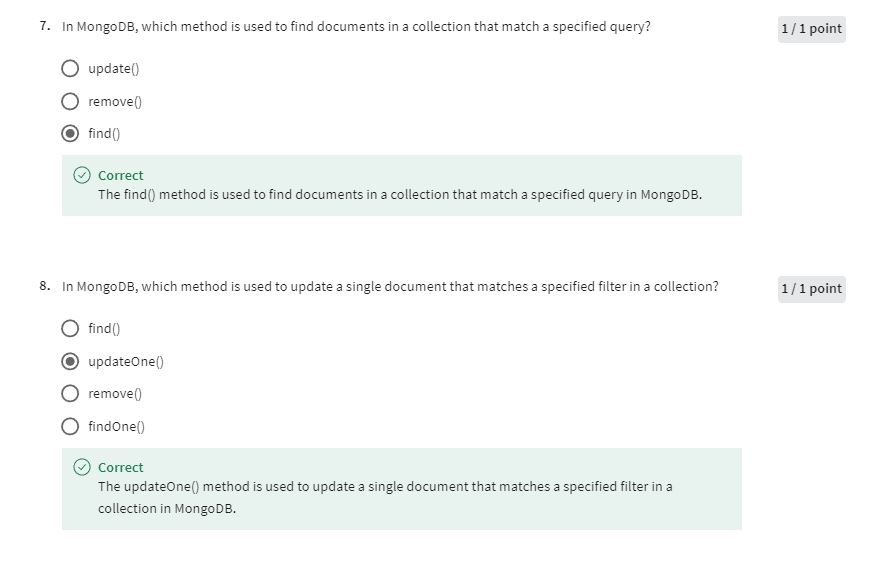 7. In MongoDB, which method is used to find documents in a collection that match a specified query?
1 / 1 point
update()
remove()
find()
Correct
The find() method is used to find documents in a collection that match a specified query in MongoDB.
8. In MongoDB, which method is used to update a single document that matches a specified filter in a collection?
1 / 1 point
find()
updateOne()
remove()
findOne()
Correct
The updateOne() method is used to update a single document that matches a specified filter in a
collection in MongoDB.